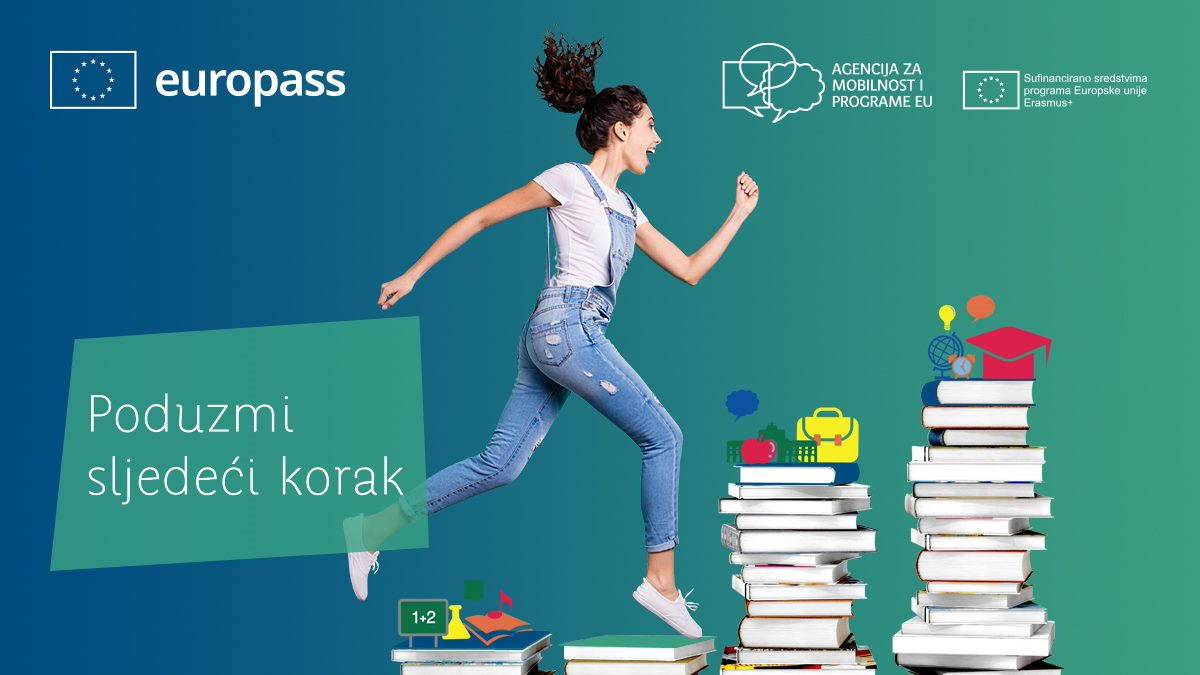 europass
AGENCIJA ZA
MOBILNOST I
PROGRAME EU
Sufinancirano sredstvima
programa Europske unije
Erasmus+
Poduzmi
sljedeći korak
1+2